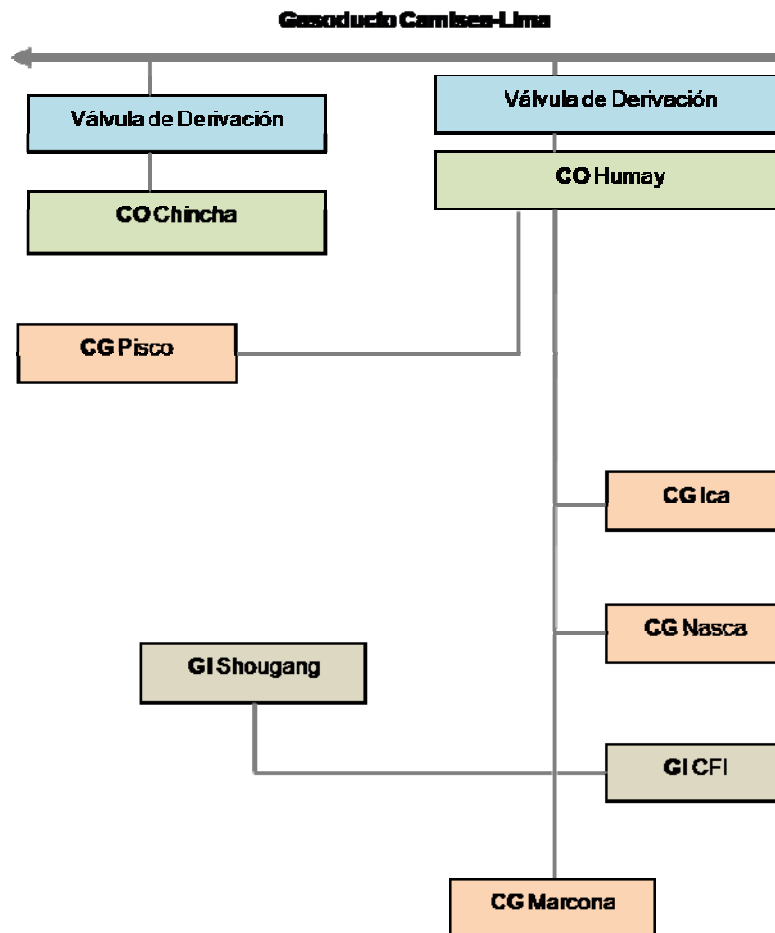 Gasoducto Camisea-Lima
Válvula de Derivación
Válvula de Derivación
CO Humay
CO Chincha
CG Pisco
CG Ica
CG Nasca
GI Shougang
GI CFI
CG Marcona